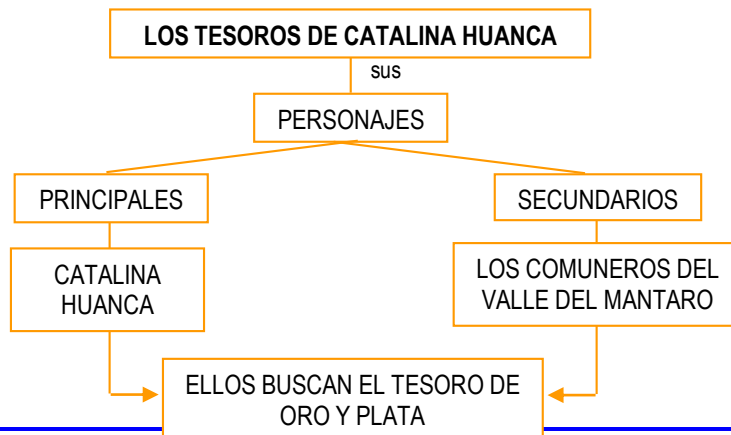 LOS TESOROS DE CATALINA HUANCA
sus
PERSONAJES
PRINCIPALES
SECUNDARIOS
CATALINA
HUANCA
LOS COMUNEROS DEL
VALLE DEL MANTARO
ELLOS BUSCAN EL TESORO DE
ORO Y PLATA